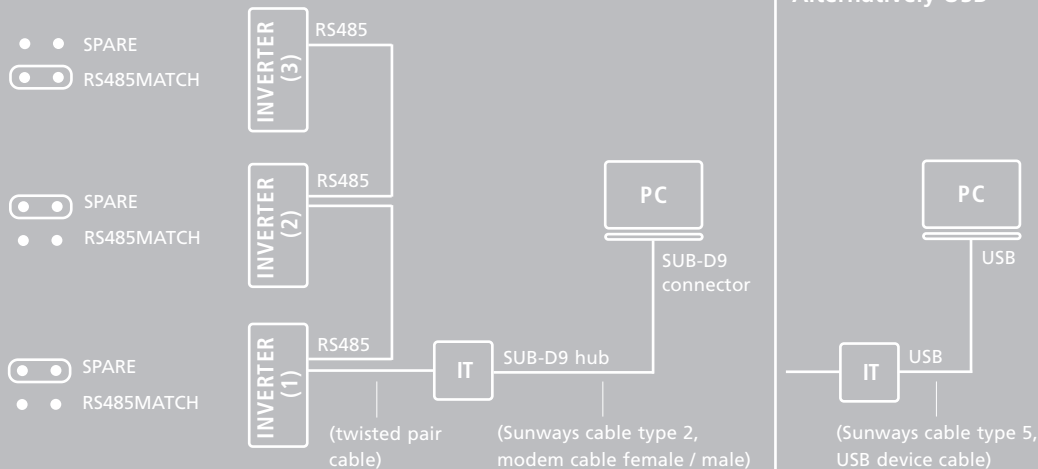 SPARE
RS485MATCH
INVERTER
(3)
RS485
SPARE
RS485MATCH
INVERTER
(2)
RS485
SPARE
RS485MATCH
INVERTER
(1)
RS485
(twisted pair
cable)
IT
SUB-D9 hub
(Sunways cable type 2,
modem cable female / male)
PC
SUB-D9
connector
Alternatively USB
PC
USB
IT
USB
(Sunways cable type 5,
USB device cable)